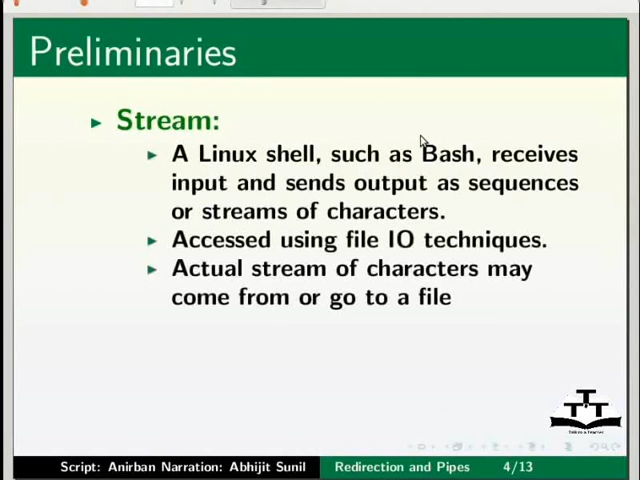 Preliminaries
Stream:
A Linux shell, such as Bash, receives
input and sends output as sequences
or streams of characters.
Accessed using file IO techniques.
Actual stream of characters may
come from or go to a file
Script: Anirban Narration: Abhijit Sunil Redirection and Pipes 4/13